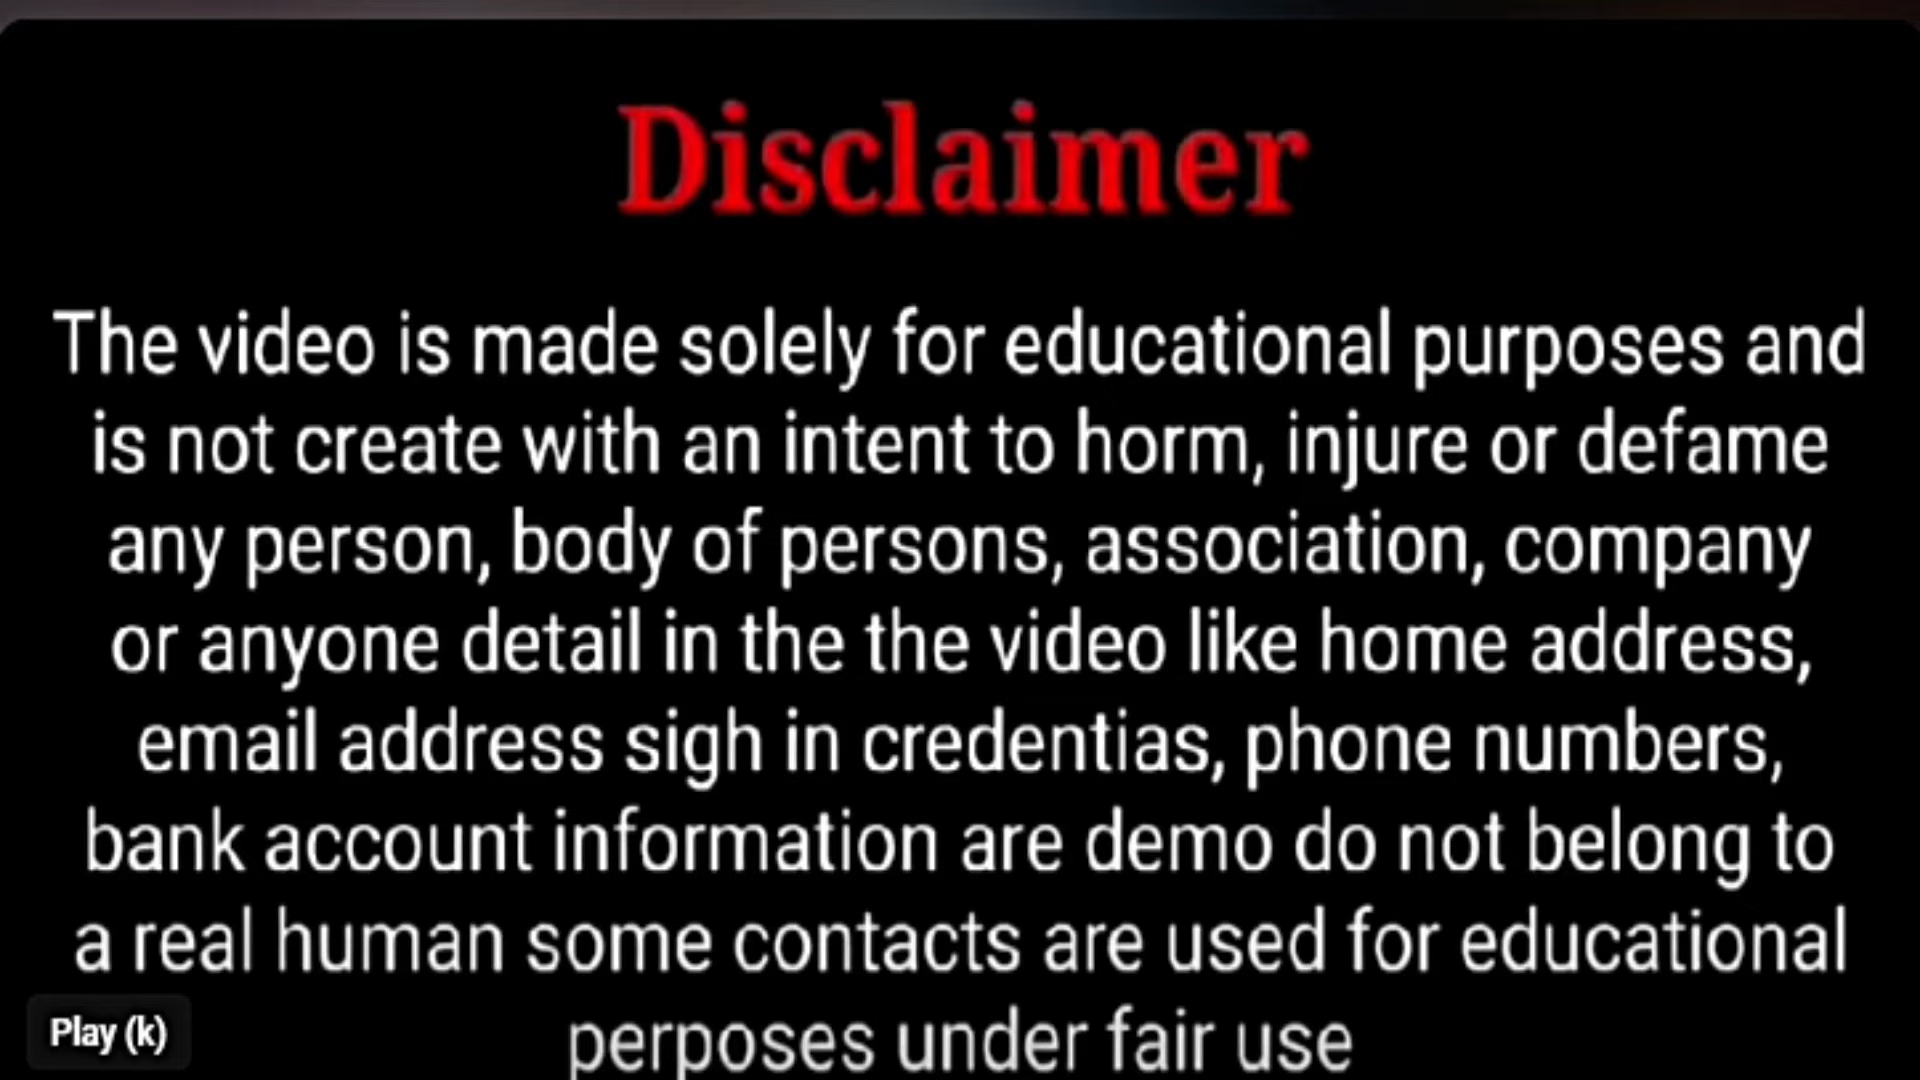 Disclaimer
The video is made solely for educational purposes and
is not create with an intent to horm, injure or defame
any person, body of persons, association, company
or anyone detail in the the video like home address,
email address sigh in credentias, phone numbers,
bank account information are demo do not belong to
a real human some contacts are used for educational
perposes under fair use
Play (k)